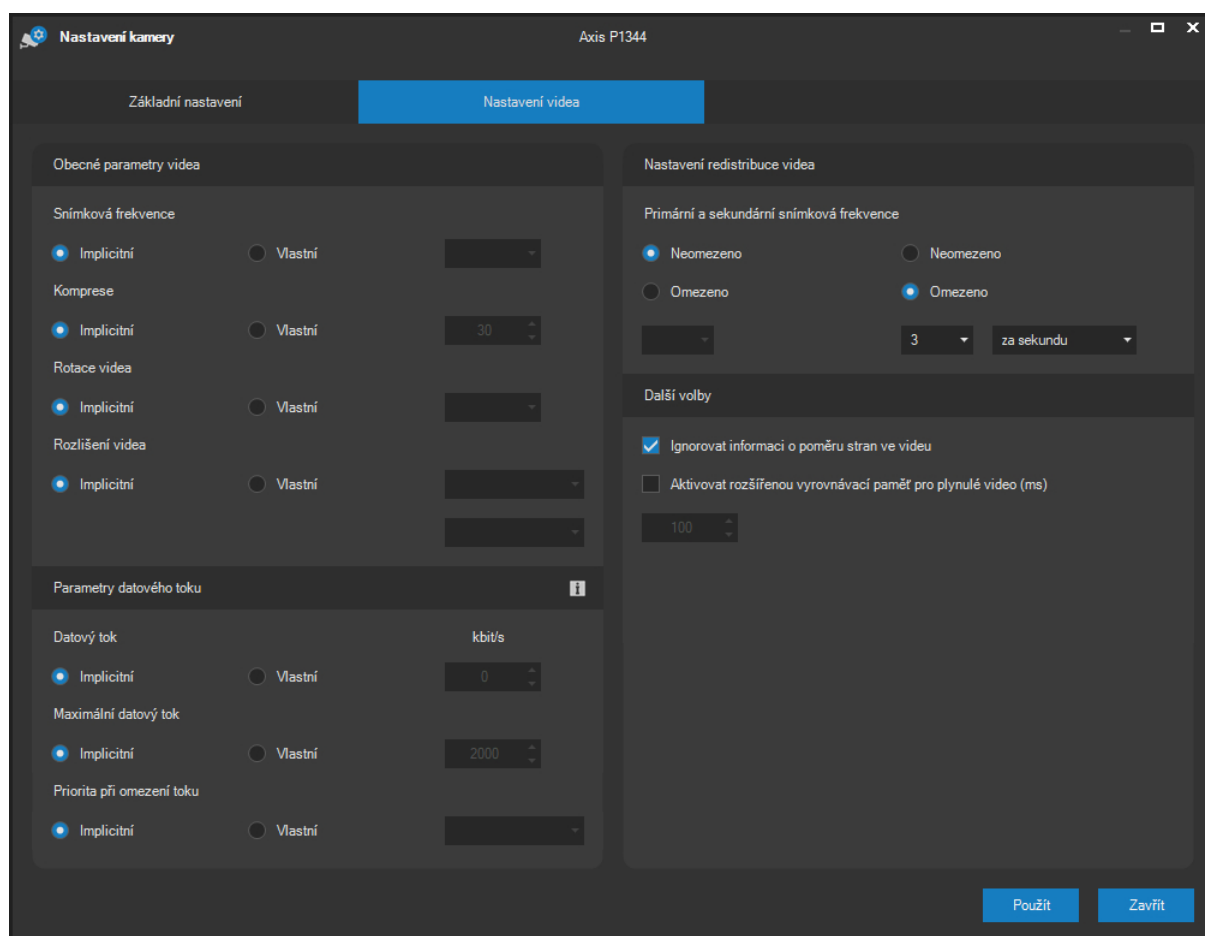 Nastavení kamery
Axis P1344
Základní nastavení
Nastavení videa
Obecné parametry videa
Snímková frekvence
Implicitní Vlastní
Komprese
Implicitní Vlastní 30
Rotace videa
Implicitní Vlastní
Rozlišení videa
Implicitní Vlastní
Parametry datového toku
Datový tok kbit/s
Implicitní Vlastní 0
Maximální datový tok
Implicitní Vlastní 2000
Priorita při omezení toku
Implicitní Vlastní
Nastavení redistribuce videa
Primární a sekundární snímková frekvence
Neomezeno Neomezeno
Omezeno Omezeno
3 za sekundu
Další volby
Ignorovat informaci o poměru stran ve videu
Aktivovat rozšířenou vyrovnávací paměť pro plynulé video (ms)
100
Použít Zavřít